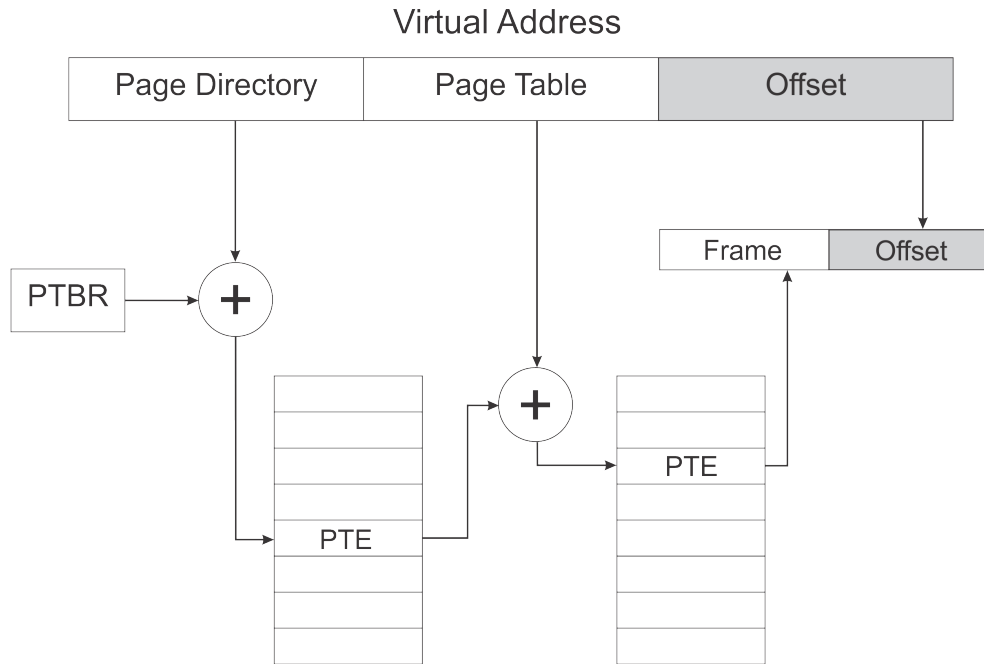 Virtual Address
Page Directory Page Table Offset
Frame Offset
PTBR
+
+
PTE
PTE